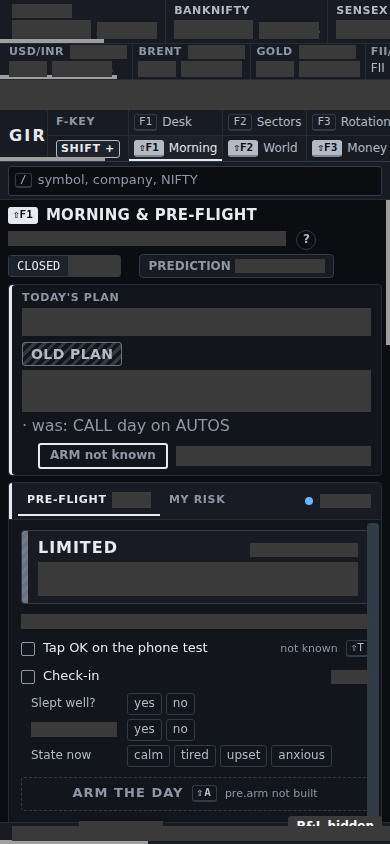 BANKNIFTY SENSEX
USD/INR BRENT GOLD FII/
FII
GIR F-KEY F1 Desk F2 Sectors F3 Rotation
SHIFT + ⇧F1 Morning ⇧F2 World ⇧F3 Money
/ symbol, company, NIFTY
⇧F1 MORNING & PRE-FLIGHT
?
CLOSED PREDICTION
TODAY'S PLAN
OLD PLAN
· was: CALL day on AUTOS
ARM not known
PRE-FLIGHT MY RISK
LIMITED
Tap OK on the phone test not known ⇧T
Check-in
Slept well? yes no
yes no
State now calm tired upset anxious
ARM THE DAY ⇧A pre.arm not built
P&L hidden